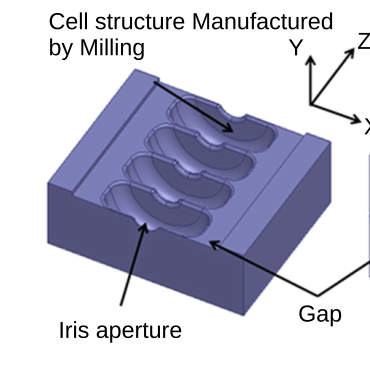 Cell structure Manufactured
by Milling
Y
Z
X
Gap
Iris aperture